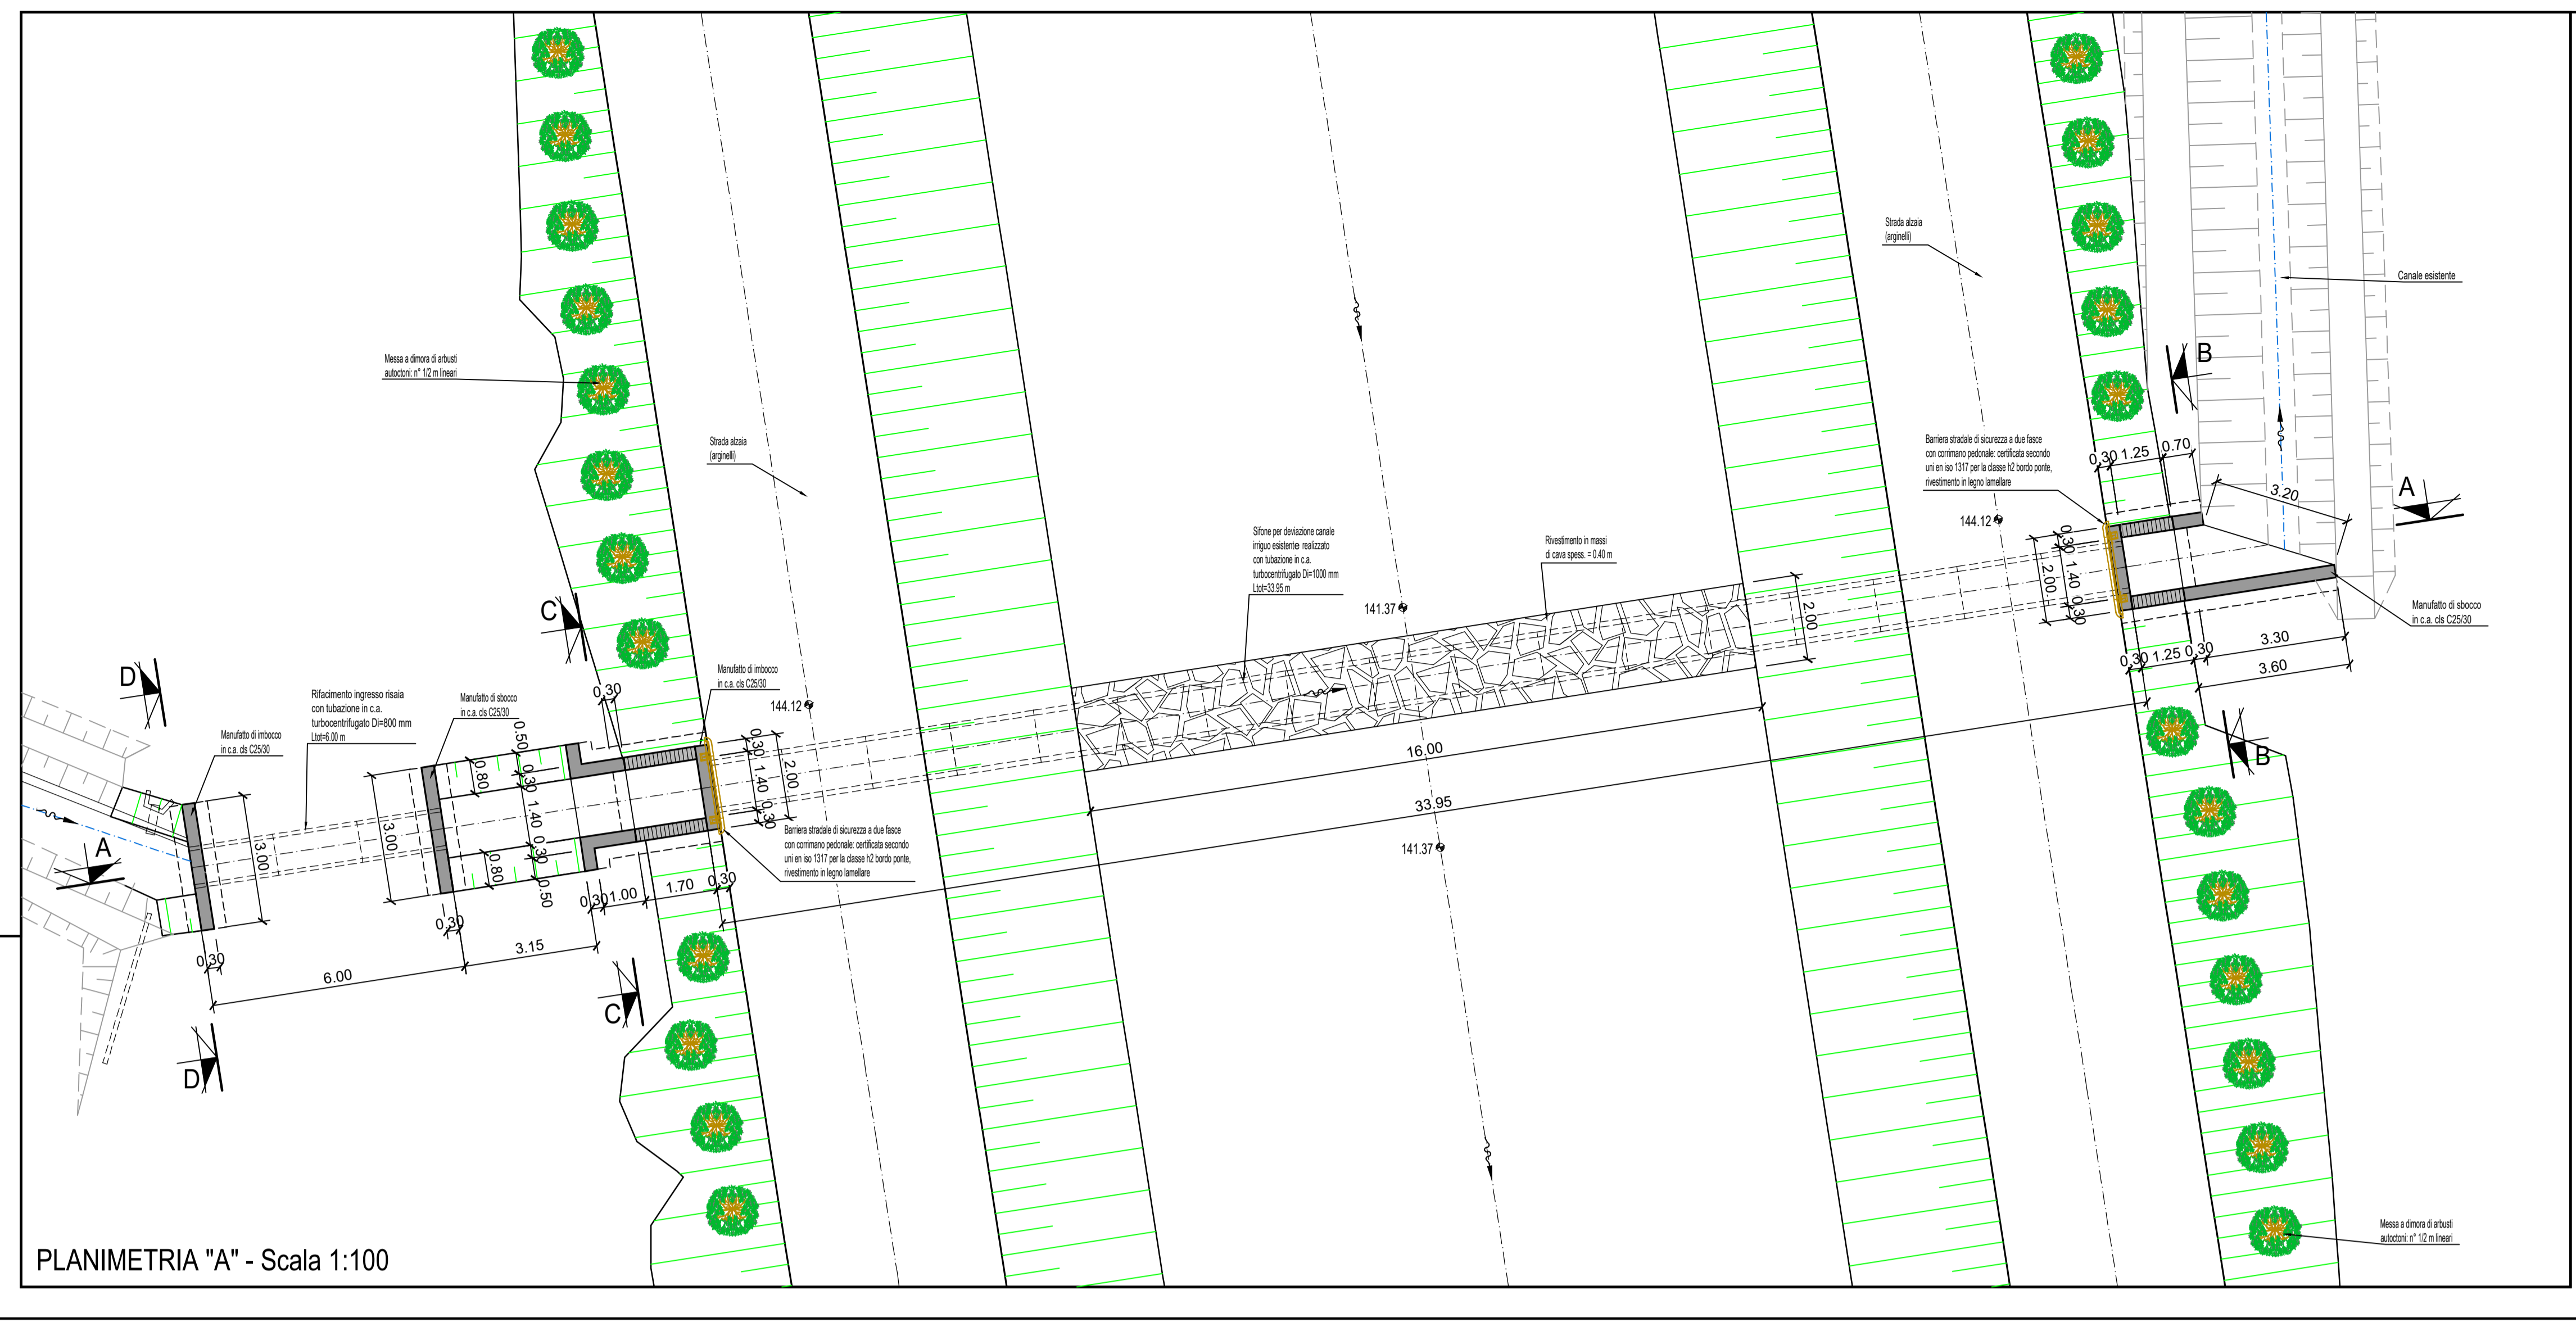 Strada alzaia
(arginelli)
Canale esistente
Messa a dimora di arbusti
autoctoni: n° 1/2 m lineari
B
Strada alzaia
(arginelli)
Barriera stradale di sicurezza a due fasce
con corrimano pedonale: certificata secondo
uni en iso 1317 per la classe h2 bordo ponte,
rivestimento in legno lamellare
0.30
1.25
0.70
3.20
A
144.12
Sifone per deviazione canale
irriguo esistente realizzato
con tubazione in c.a.
turbocentrifugato Di=1000 mm
Ltot=33.95 m
Rivestimento in massi
di cava spess. = 0.40 m
0.30
1.40
0.30
2.00
C
141.37
2.00
Manufatto di sbocco
in c.a. cls C25/30
3.30
0.30
1.25
0.30
3.60
D
Rifacimento ingresso risaia
con tubazione in c.a.
turbocentrifugato Di=800 mm
Ltot=6.00 m
Manufatto di sbocco
in c.a. cls C25/30
0.30
Manufatto di imbocco
in c.a. cls C25/30
144.12
Manufatto di imbocco
in c.a. cls C25/30
0.50
0.80
0.30
1.40
0.30
0.80
0.50
0.30
1.40
0.30
2.00
16.00
B
33.95
3.00
3.00
A
Barriera stradale di sicurezza a due fasce
con corrimano pedonale: certificata secondo
uni en iso 1317 per la classe h2 bordo ponte,
rivestimento in legno lamellare
141.37
0.30
1.00
1.70
0.30
0.30
3.15
0.30
6.00
C
D
Messa a dimora di arbusti
autoctoni: n° 1/2 m lineari
PLANIMETRIA "A" - Scala 1:100